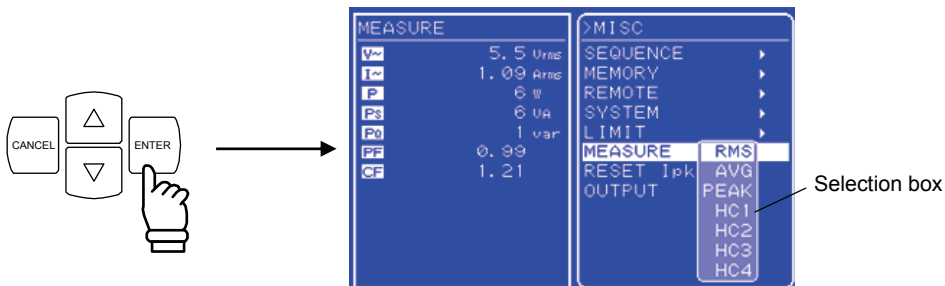 CANCEL
ENTER
MEASURE
V~ 5.5 Vrms
I~ 1.09 Arms
P 6 W
Ps 6 VA
PQ 1 var
PF 0.99
CF 1.21
>MISC
SEQUENCE
MEMORY
REMOTE
SYSTEM
LIMIT
MEASURE RMS
RESET Ipk AVG
OUTPUT PEAK
HC1
HC2
HC3
HC4
Selection box